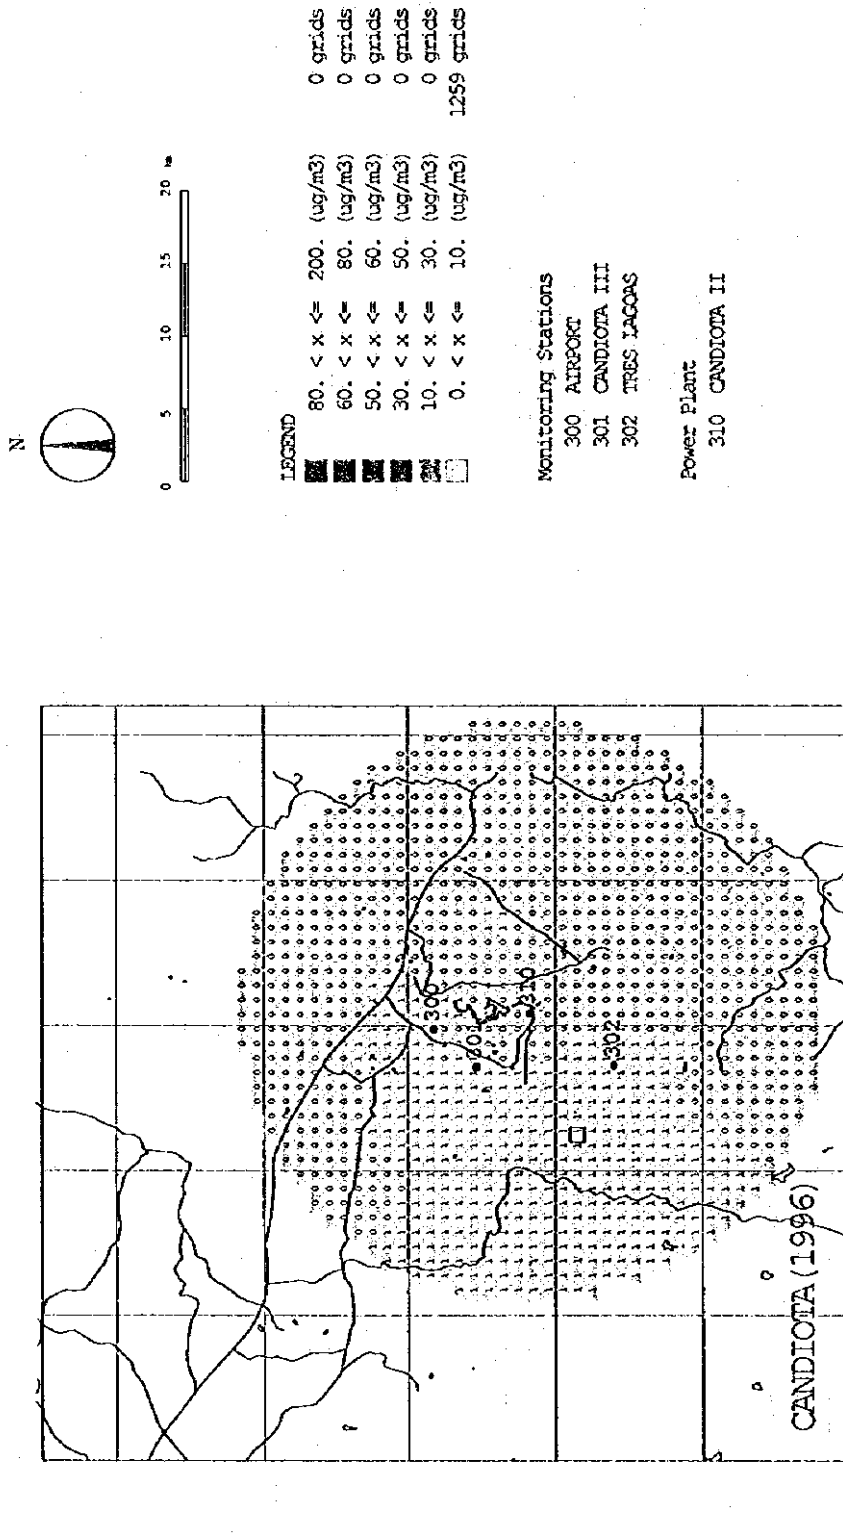 N
0 5 10 15 20 km
LEGEND
80. < x <= 200. (ug/m3) 0 grids
60. < x <= 80. (ug/m3) 0 grids
50. < x <= 60. (ug/m3) 0 grids
30. < x <= 50. (ug/m3) 0 grids
10. < x <= 30. (ug/m3) 0 grids
0. < x <= 10. (ug/m3) 1259 grids
Monitoring Stations
300 AIRPORT
301 CANDIOTA III
302 TRES LAGOAS
Power Plant
310 CANDIOTA II
300
301
310
302
CANDIOTA(1996)